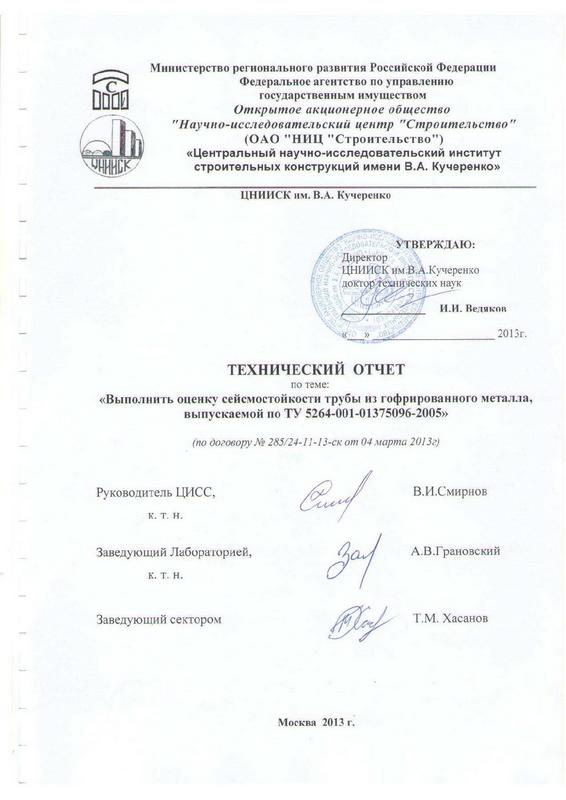 Министерство регионального развития Российской Федерации
Федеральное агентство по управлению
государственным имуществом
Открытое акционерное общество
"Научно-исследовательский центр "Строительство"
(ОАО "НИЦ "Строительство")
«Центральный научно-исследовательский институт
строительных конструкций имени В.А. Кучеренко»
ЦНИИСК
ЦНИИСК им. В.А. Кучеренко
УТВЕРЖДАЮ:
Директор
ЦНИИСК им.В.А.Кучеренко
доктор технических наук
И.И. Ведяков
«___» ____________________ 2013г.
ТЕХНИЧЕСКИЙ ОТЧЕТ
по теме:
«Выполнить оценку сейсмостойкости трубы из гофрированного металла,
выпускаемой по ТУ 5264-001-01375096-2005»
(по договору № 285/24-11-13-ск от 04 марта 2013г)
Руководитель ЦИСС, В.И.Смирнов
к. т. н.
Заведующий Лабораторией, А.В.Грановский
к. т. н.
Заведующий сектором Т.М. Хасанов
Москва 2013 г.